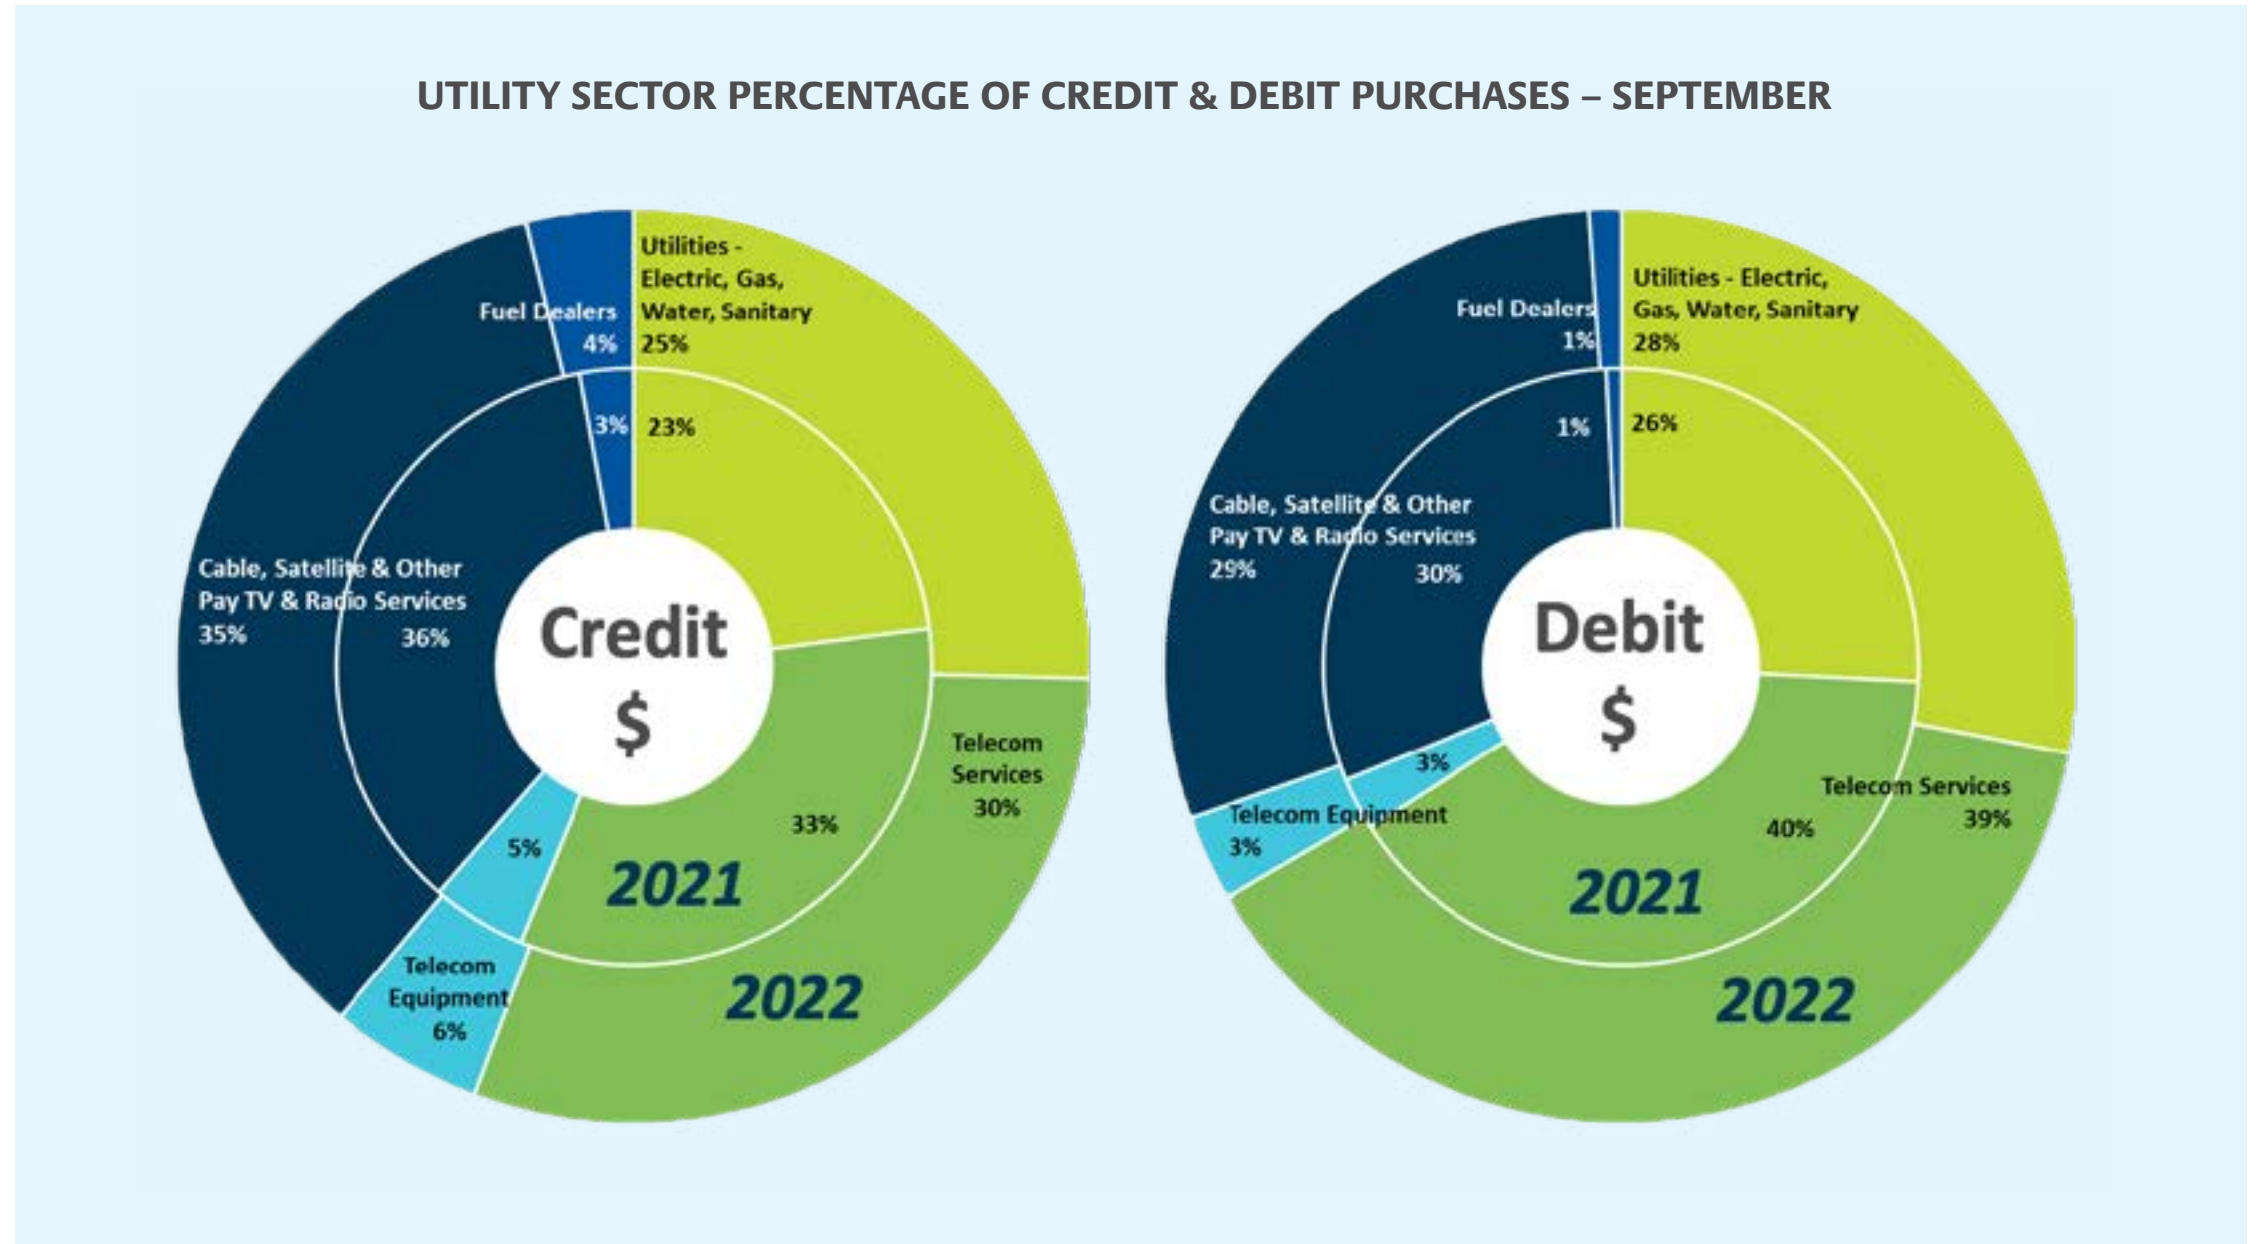 UTILITY SECTOR PERCENTAGE OF CREDIT & DEBIT PURCHASES – SEPTEMBER
Utilities -
Electric, Gas,
Water, Sanitary
25%
Fuel Dealers
4%
3%
23%
Cable, Satellite & Other
Pay TV & Radio Services
35%
36%
Credit
$
Telecom
Services
30%
33%
5%
2021
Telecom
Equipment
6%
2022
Utilities - Electric,
Gas, Water, Sanitary
28%
Fuel Dealers
1%
1%
26%
Cable, Satellite & Other
Pay TV & Radio Services
29%
30%
Debit
$
3%
Telecom Equipment
3%
Telecom Services
39%
40%
2021
2022